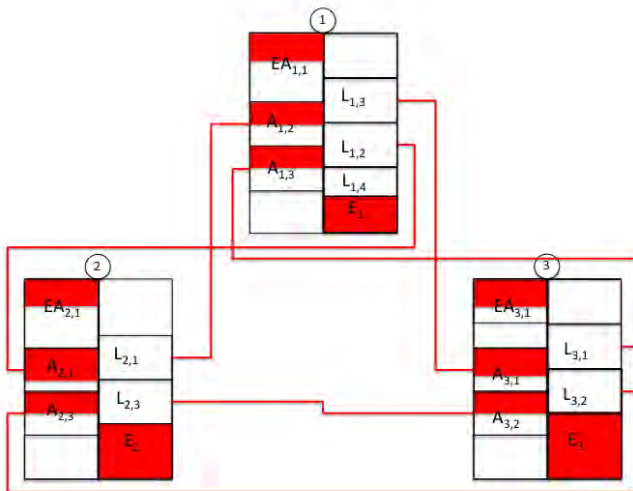 1
EA1,1
L1,3
A1,2
L1,2
A1,3
L1,4
E1
2
EA2,1
L2,1
A2,1
L2,3
A2,3
E2
3
EA3,1
L3,1
A3,1
L3,2
A3,2
E3